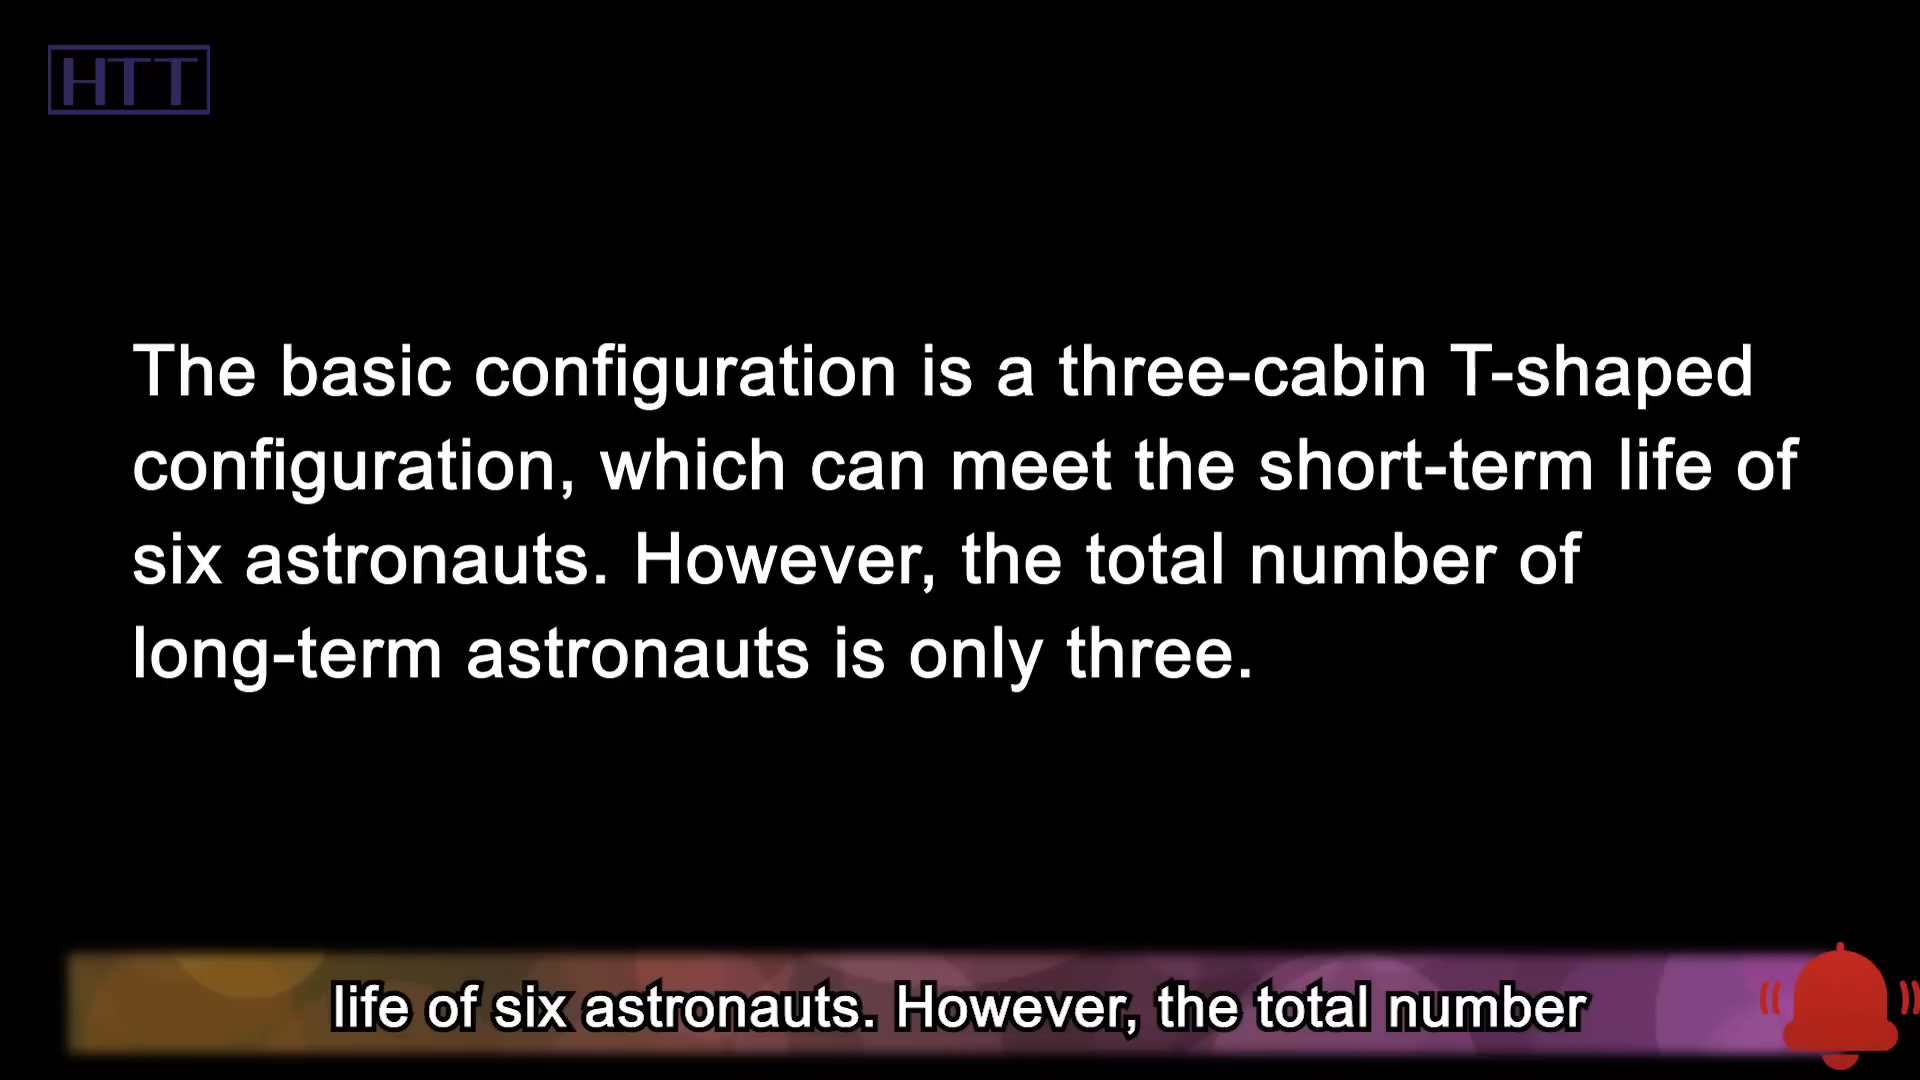 HTT
The basic configuration is a three-cabin T-shaped
configuration, which can meet the short-term life of
six astronauts. However, the total number of
long-term astronauts is only three.
life of six astronauts. However, the total number